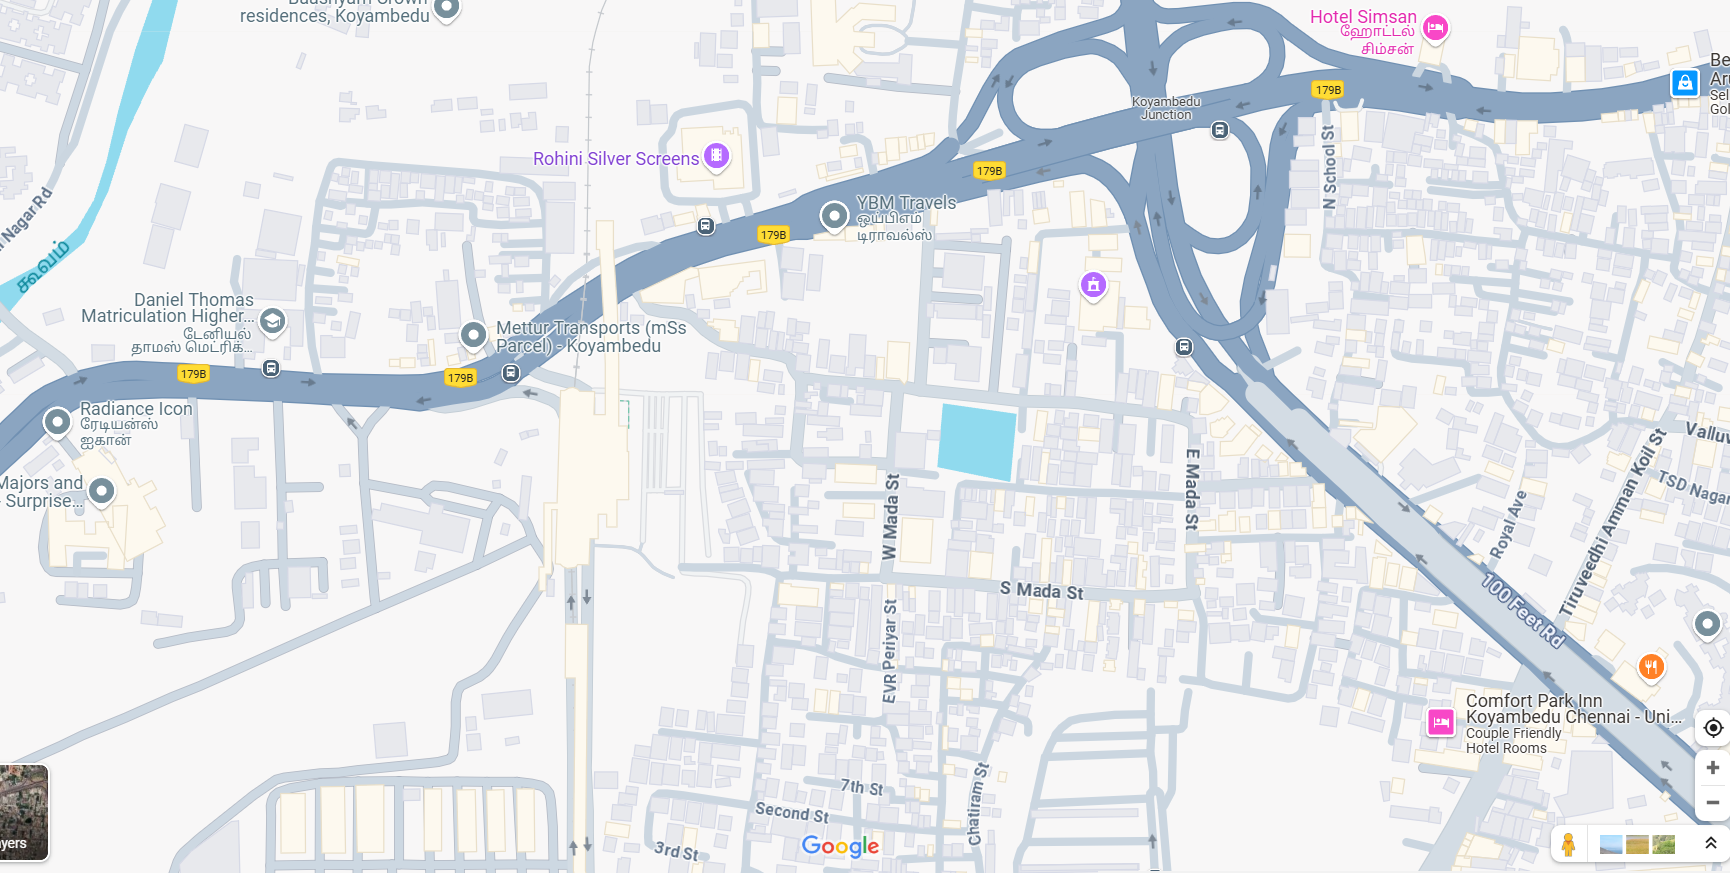 residences, Koyambedu
Hotel Simsan
ஹோட்டல்
சிம்சன்
179B
Koyambedu
Junction
Rohini Silver Screens
179B
N School St
YBM Travels
ஒய்பிஎம்
டிராவல்ஸ்
179B
Nagar Rd
கூவம்
Daniel Thomas
Matriculation Higher...
டேனியல்
தாமஸ் மெட்ரிக்...
Mettur Transports (mSs
Parcel) - Koyambedu
179B
179B
Radiance Icon
ரேடியன்ஸ்
ஐகான்
Majors and
Surprise...
E Mada St
W Mada St
S Mada St
EVR Periyar St
Tiruveedhi Amman Koil St
TSD Nagar
Royal Ave
100 Feet Rd
Comfort Park Inn
Koyambedu Chennai - Uni...
Couple Friendly
Hotel Rooms
7th St
Second St
3rd St
Chatiram St
Google